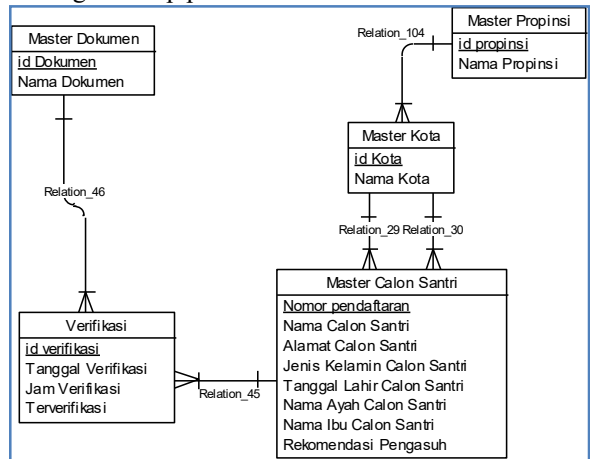 Master Dokumen
id Dokumen
Nama Dokumen
Relation_104
Master Propinsi
id propinsi
Nama Propinsi
Master Kota
id Kota
Nama Kota
Relation_46
Relation_29
Relation_30
Master Calon Santri
Nomor pendaftaran
Nama Calon Santri
Alamat Calon Santri
Jenis Kelamin Calon Santri
Tanggal Lahir Calon Santri
Nama Ayah Calon Santri
Nama Ibu Calon Santri
Rekomendasi Pengasuh
Verifikasi
id verifikasi
Tanggal Verifikasi
Jam Verifikasi
Terverifikasi
Relation_45